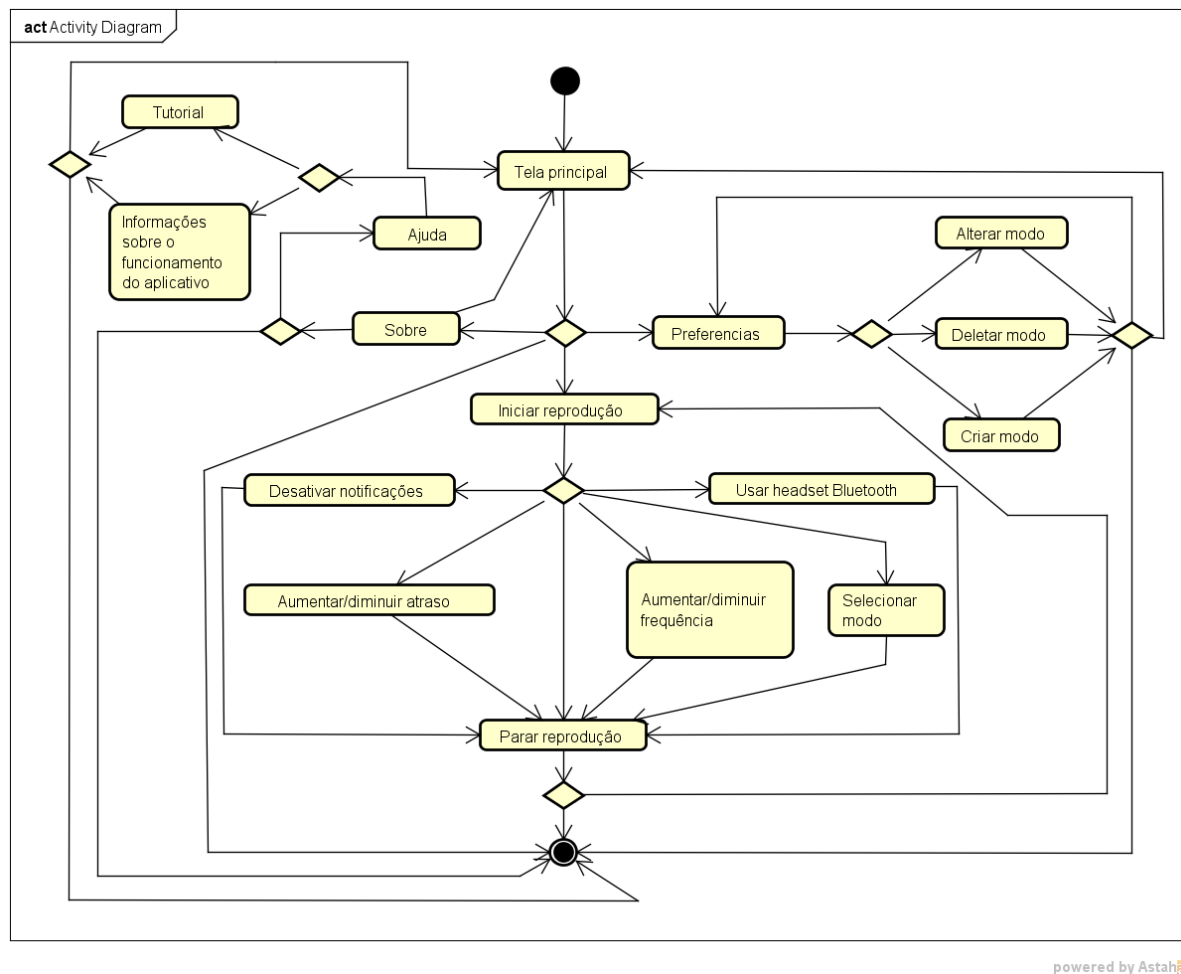 act Activity Diagram
Tutorial
Tela principal
Informações
sobre o
funcionamento
do aplicativo
Ajuda
Alterar modo
Sobre
Preferencias
Deletar modo
Iniciar reprodução
Criar modo
Desativar notificações
Usar headset Bluetooth
Aumentar/diminuir atraso
Aumentar/diminuir
frequência
Selecionar
modo
Parar reprodução
powered by Astah